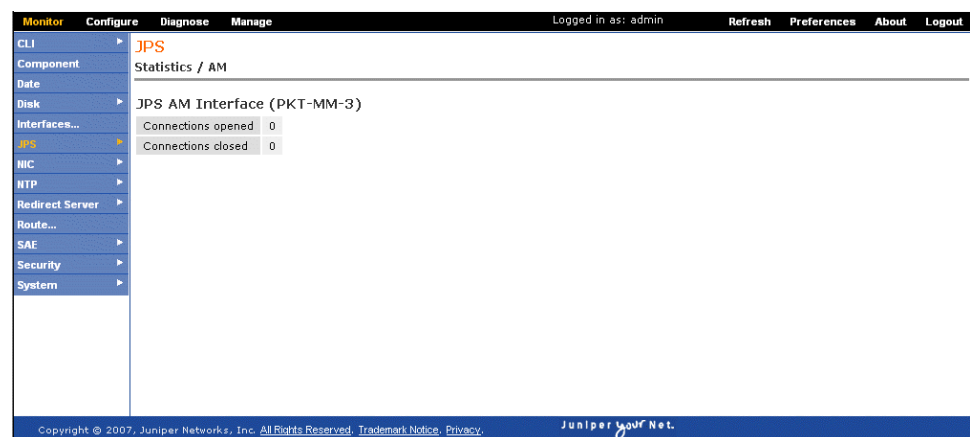 Monitor Configure Diagnose Manage Logged in as: admin Refresh Preferences About Logout
CLI
Component
Date
Disk
Interfaces...
JPS
NIC
NTP
Redirect Server
Route...
SAE
Security
System
JPS
Statistics / AM
JPS AM Interface (PKT-MM-3)
Connections opened 0
Connections closed 0
Copyright © 2007, Juniper Networks, Inc. All Rights Reserved. Trademark Notice. Privacy. Juniper your Net.